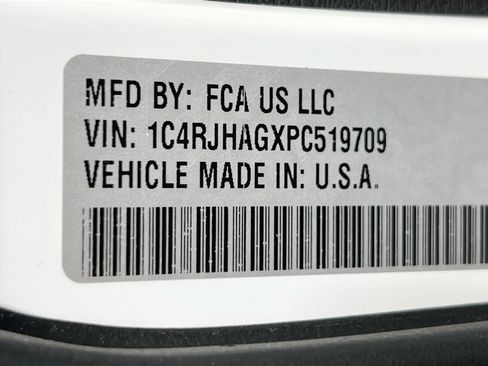 MFD BY: FCA US LLC
VIN: 1C4RJHAGXPC519709
VEHICLE MADE IN: U.S.A.